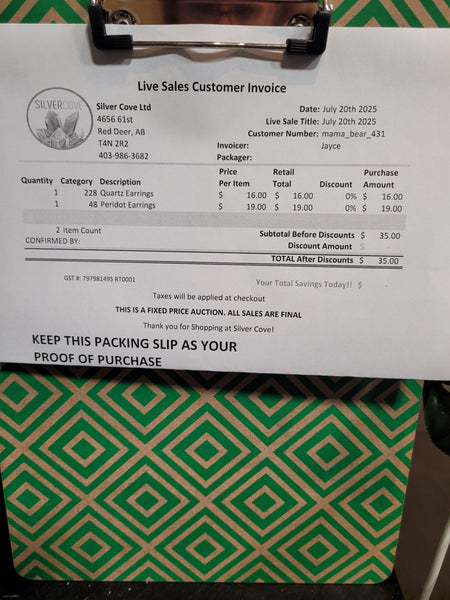 Live Sales Customer Invoice
SILVERCOVE
Silver Cove Ltd
4656 61st
Red Deer, AB
T4N 2R2
403-986-3682
Date: July 20th 2025
Live Sale Title: July 20th 2025
Customer Number: mama_bear_431
Invoicer: Jayce
Packager:
Price Retail Purchase
Quantity Category Description Per Item Total Discount Amount
1 228 Quartz Earrings $ 16.00 $ 16.00 0% $ 16.00
1 48 Peridot Earrings $ 19.00 $ 19.00 0% $ 19.00
2 Item Count Subtotal Before Discounts $ 35.00
CONFIRMED BY: Discount Amount $ -
TOTAL After Discounts $ 35.00
GST #: 797981495 RT0001 Your Total Savings Today!! $ -
Taxes will be applied at checkout
THIS IS A FIXED PRICE AUCTION. ALL SALES ARE FINAL
Thank you for Shopping at Silver Cove!
KEEP THIS PACKING SLIP AS YOUR
PROOF OF PURCHASE